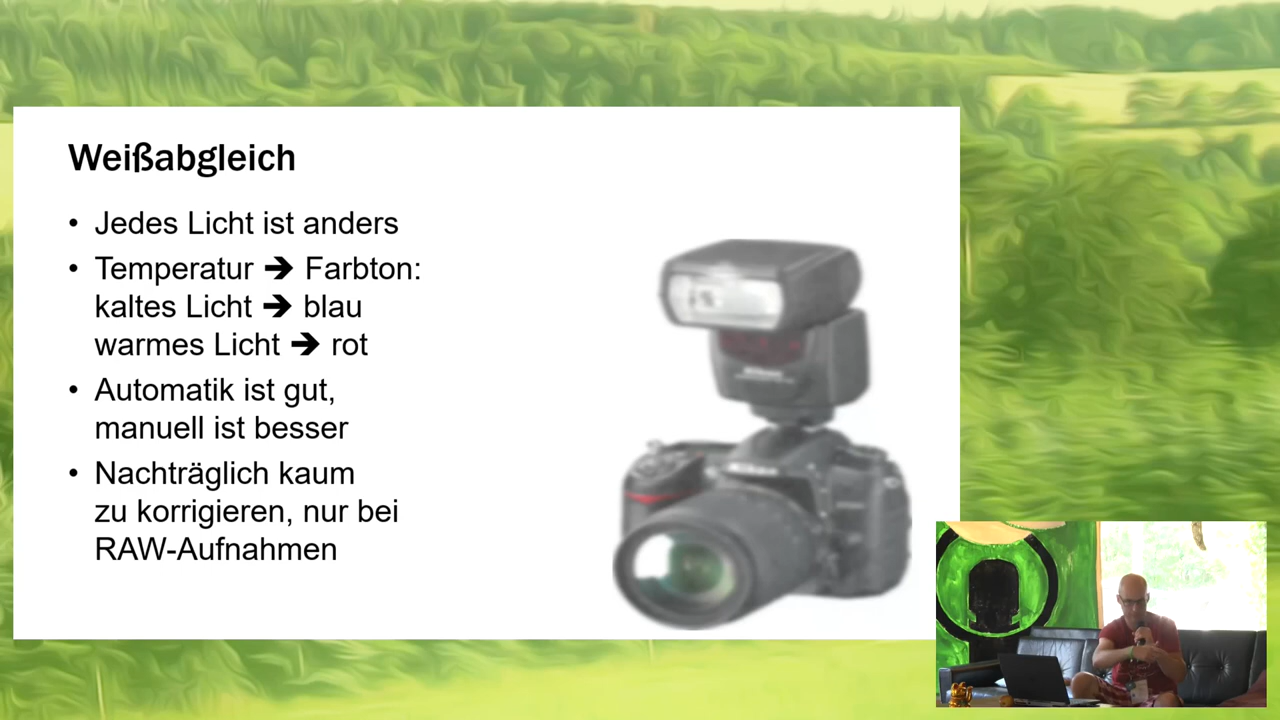 Weißabgleich
• Jedes Licht ist anders
• Temperatur ➔ Farbton:
kaltes Licht ➔ blau
warmes Licht ➔ rot
• Automatik ist gut,
manuell ist besser
• Nachträglich kaum
zu korrigieren, nur bei
RAW-Aufnahmen